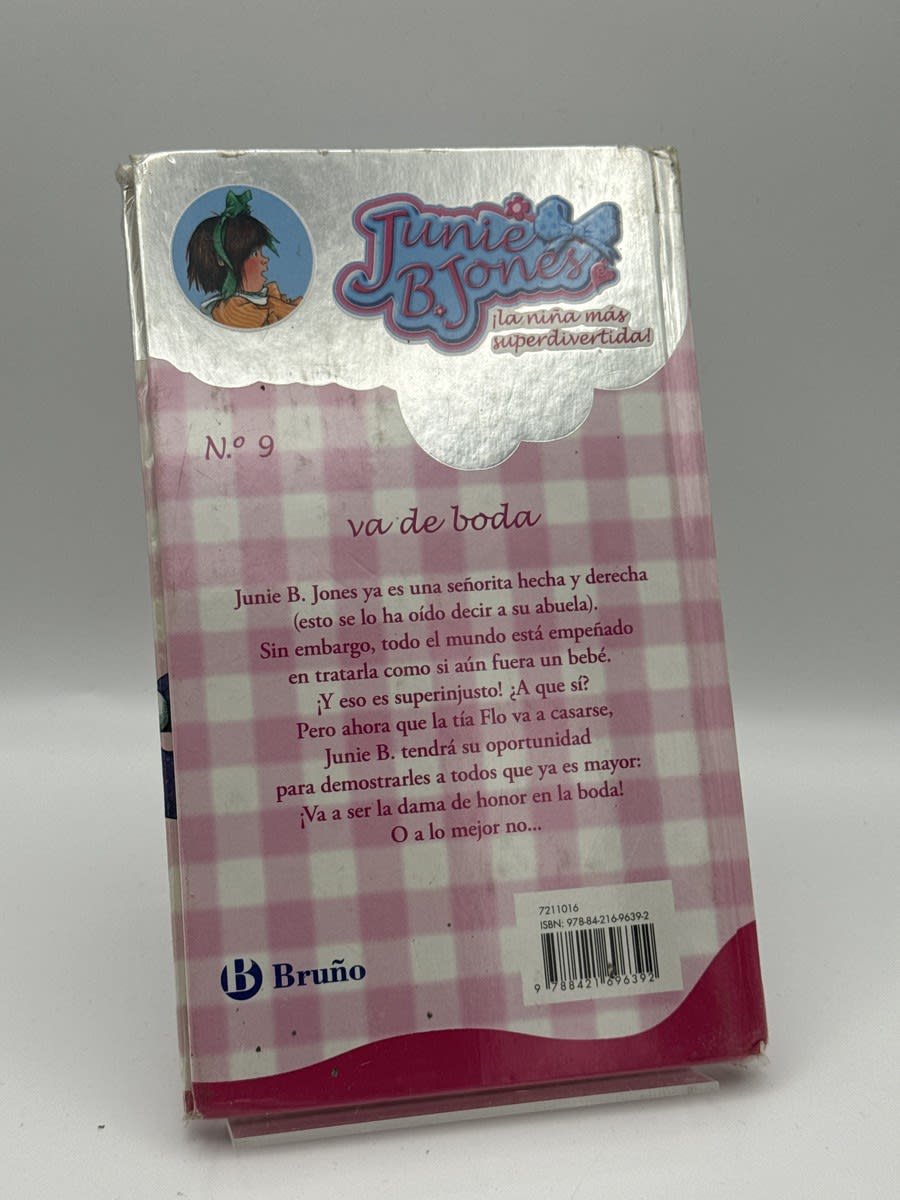 Junie
B. Jones
¡la niña más
superdivertida!
N.º 9
va de boda
Junie B. Jones ya es una señorita hecha y derecha
(esto se lo ha oído decir a su abuela).
Sin embargo, todo el mundo está empeñado
en tratarla como si aún fuera un bebé.
¡Y eso es superinjusto! ¿A que sí?
Pero ahora que la tía Flo va a casarse,
Junie B. tendrá su oportunidad
para demostrarles a todos que ya es mayor:
¡Va a ser la dama de honor en la boda!
O a lo mejor no...
7211016
ISBN: 978-84-216-9639-2
9 788421 696392
B Bruño